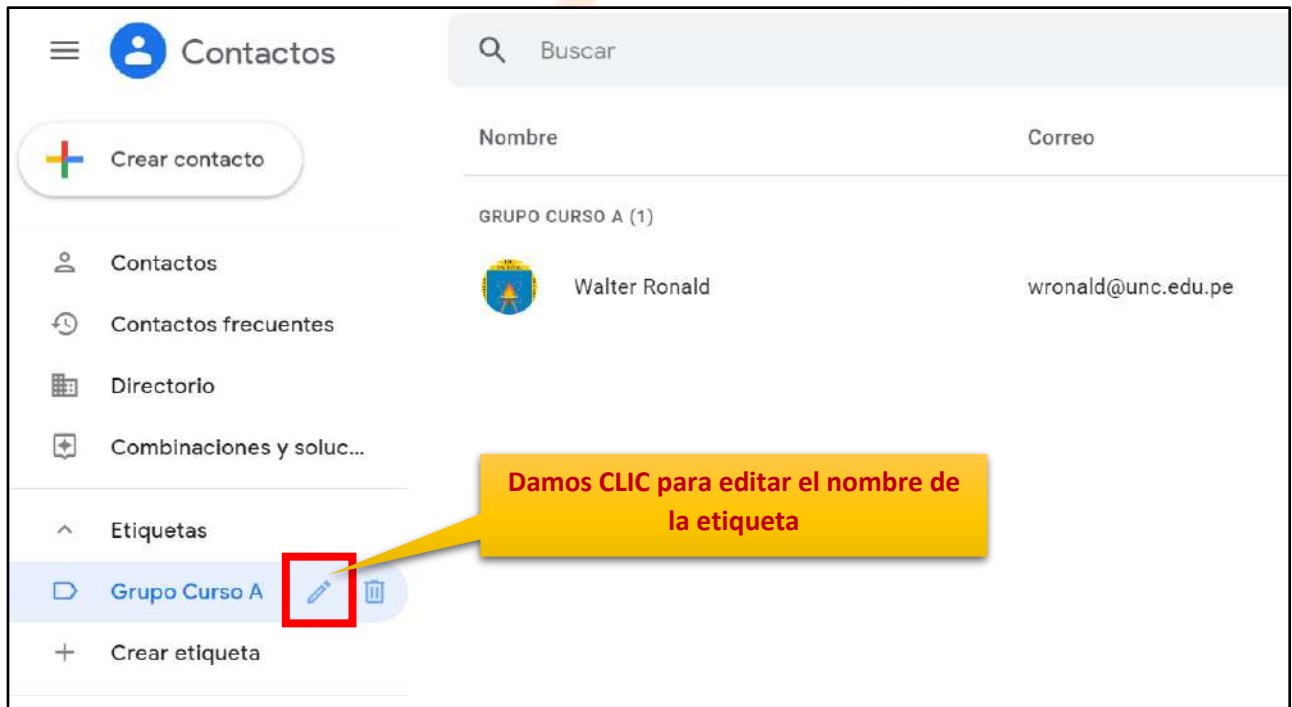 Contactos
Buscar
Crear contacto
Nombre
Correo
GRUPO CURSO A (1)
Contactos
Walter Ronald
wronald@unc.edu.pe
Contactos frecuentes
Directorio
Combinaciones y soluc...
Damos CLIC para editar el nombre de
la etiqueta
Etiquetas
Grupo Curso A
Crear etiqueta